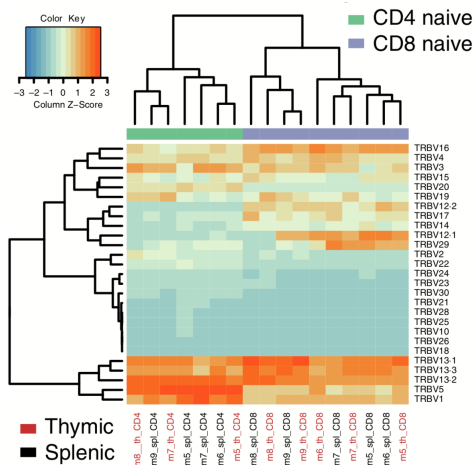 Color Key
−3 −2 −1 0 1 2 3
Column Z-Score
CD4 naive
CD8 naive
TRBV16
TRBV4
TRBV3
TRBV15
TRBV20
TRBV19
TRBV12-2
TRBV17
TRBV14
TRBV12-1
TRBV29
TRBV2
TRBV22
TRBV24
TRBV23
TRBV30
TRBV21
TRBV28
TRBV25
TRBV10
TRBV26
TRBV18
TRBV13-1
TRBV13-3
TRBV13-2
TRBV5
TRBV1
Thymic
Splenic
m8_th_CD4
m9_spl_CD4
m7_th_CD4
m5_spl_CD4
m7_spl_CD4
m6_spl_CD4
m5_th_CD4
m8_spl_CD8
m8_th_CD8
m9_spl_CD8
m9_th_CD8
m6_th_CD8
m7_spl_CD8
m7_th_CD8
m5_spl_CD8
m6_spl_CD8
m5_th_CD8